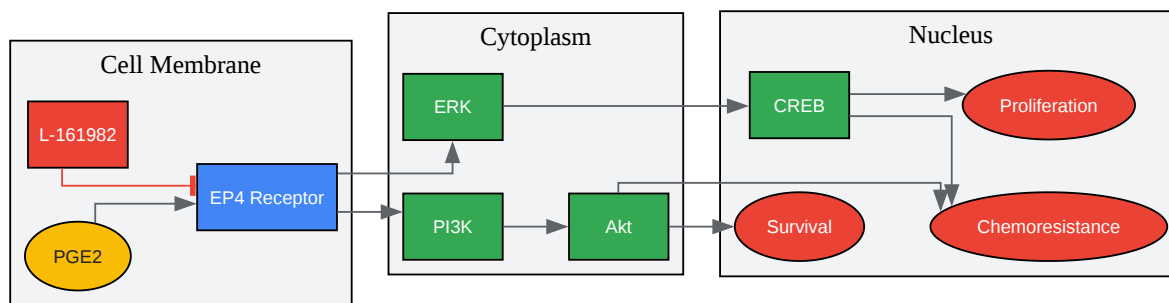 Cell Membrane
L-161982
EP4 Receptor
PGE2
Cytoplasm
ERK
PI3K
Akt
Nucleus
CREB
Proliferation
Survival
Chemoresistance